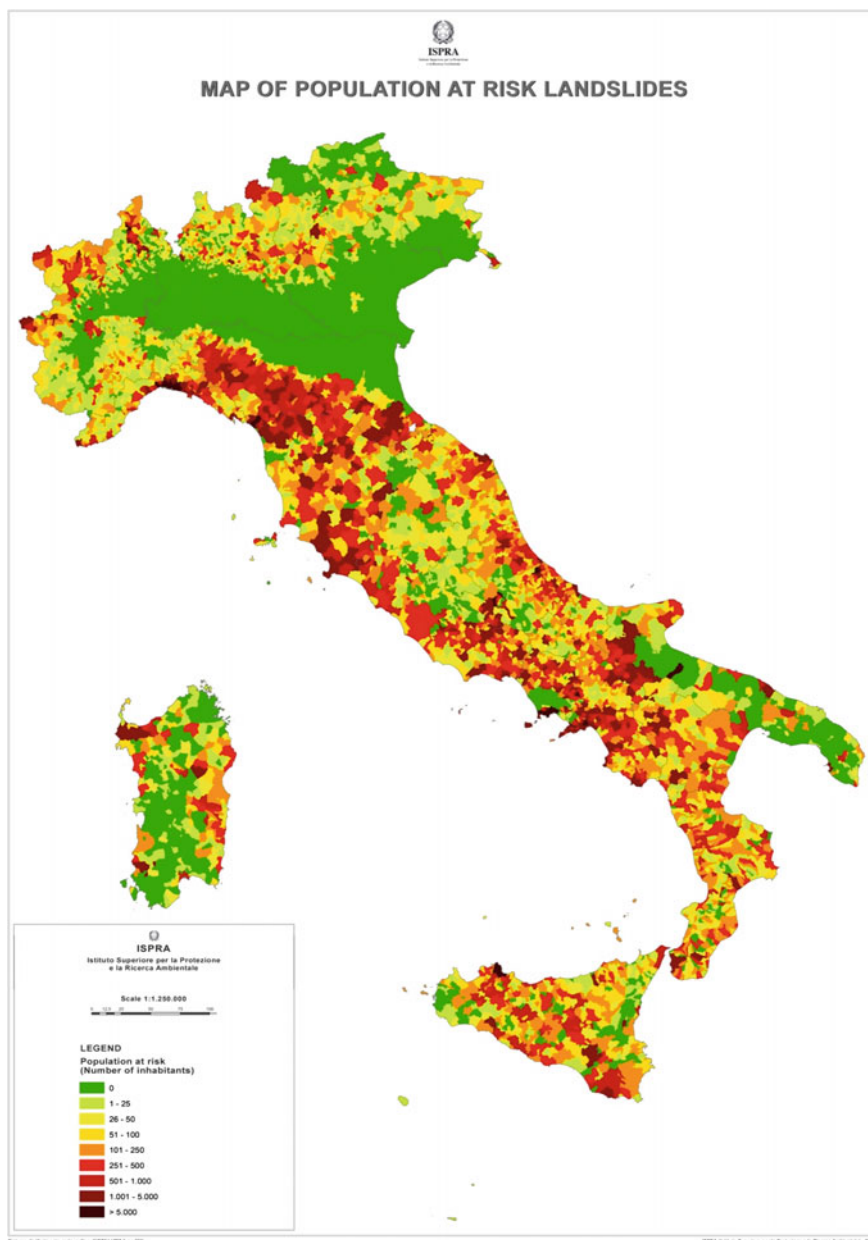 ISPRA
MAP OF POPULATION AT RISK LANDSLIDES
ISPRA
Istituto Superiore per la Protezione
e la Ricerca Ambientale
Scale 1:1.250.000
LEGEND
Population at risk
(Number of inhabitants)
0
1 - 25
26 - 50
51 - 100
101 - 250
251 - 500
501 - 1.000
1.001 - 5.000
> 5.000